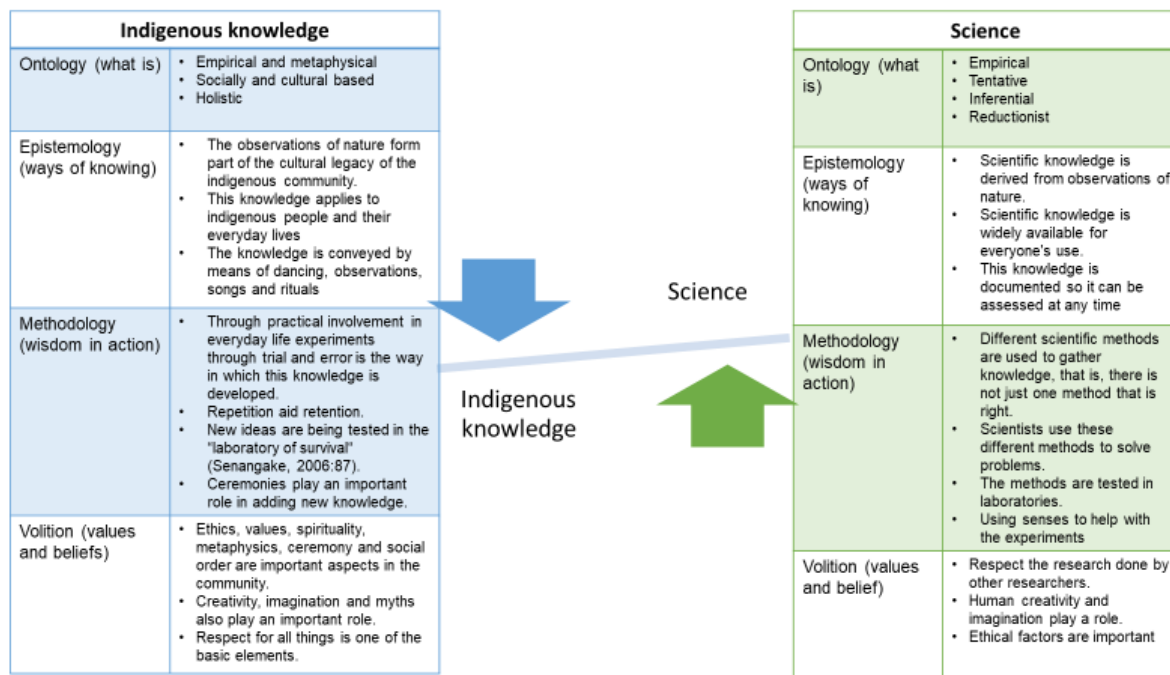 Indigenous knowledge
Ontology (what is)
• Empirical and metaphysical
• Socially and cultural based
• Holistic
Epistemology
(ways of knowing)
• The observations of nature form
part of the cultural legacy of the
indigenous community.
• This knowledge applies to
indigenous people and their
everyday lives
• The knowledge is conveyed by
means of dancing, observations,
songs and rituals
Methodology
(wisdom in action)
• Through practical involvement in
everyday life experiments
through trial and error is the way
in which this knowledge is
developed.
• Repetition aid retention.
• New ideas are being tested in the
"laboratory of survival"
(Senangake, 2006:87).
• Ceremonies play an important
role in adding new knowledge.
Volition (values
and beliefs)
• Ethics, values, spirituality,
metaphysics, ceremony and social
order are important aspects in the
community.
• Creativity, imagination and myths
also play an important role.
• Respect for all things is one of the
basic elements.
Science
Indigenous
knowledge
Science
Ontology (what
is)
• Empirical
• Tentative
• Inferential
• Reductionist
Epistemology
(ways of
knowing)
• Scientific knowledge is
derived from observations of
nature.
• Scientific knowledge is
widely available for
everyone's use.
• This knowledge is
documented so it can be
assessed at any time
Methodology
(wisdom in
action)
• Different scientific methods
are used to gather
knowledge, that is, there is
not just one method that is
right.
• Scientists use these
different methods to solve
problems.
• The methods are tested in
laboratories.
• Using senses to help with
the experiments
Volition (values
and belief)
• Respect the research done by
other researchers.
• Human creativity and
imagination play a role.
• Ethical factors are important